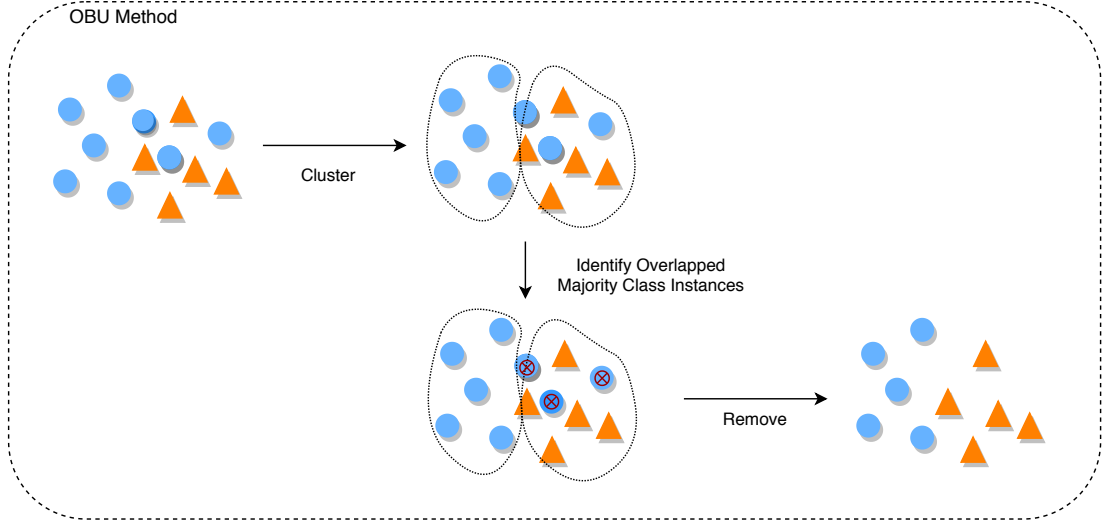 OBU Method
Cluster
Identify Overlapped
Majority Class Instances
Remove